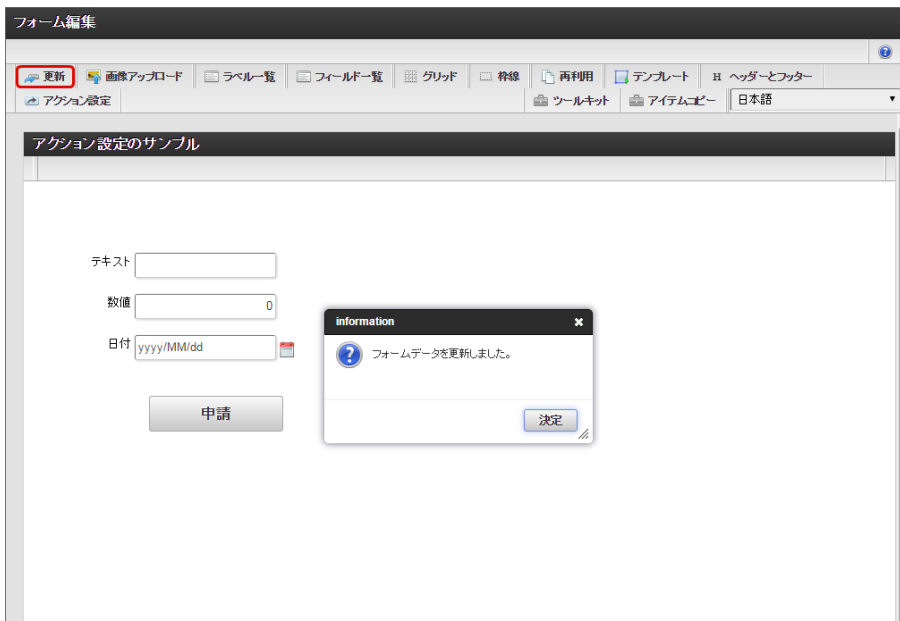 フォーム編集
更新 画像アップロード ラベル一覧 フィールド一覧 グリッド 枠線 再利用 テンプレート H ヘッダーとフッター
アクション設定 ツールキット アイテムコピー 日本語
アクション設定のサンプル
テキスト
数値 0
日付 yyyy/MM/dd
申請
information
フォームデータを更新しました。
決定